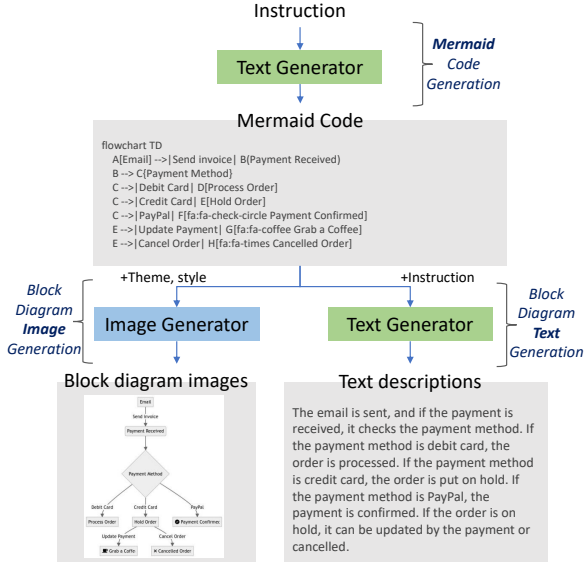 Instruction
Text Generator
Mermaid
Code
Generation
Mermaid Code
flowchart TD
A[Email] -->|Send invoice| B(Payment Received)
B --> C{Payment Method}
C -->|Debit Card| D[Process Order]
C -->|Credit Card| E[Hold Order]
C -->|PayPal| F[fa:fa-check-circle Payment Confirmed]
E -->|Update Payment| G[fa:fa-coffee Grab a Coffee]
E -->|Cancel Order| H[fa:fa-times Cancelled Order]
+Theme, style
+Instruction
Block
Diagram
Image
Generation
Image Generator
Text Generator
Block
Diagram
Text
Generation
Block diagram images
Email
Send invoice
Payment Received
Payment Method
Debit Card
Credit Card
PayPal
Process Order
Hold Order
Payment Confirmed
Update Payment
Cancel Order
Grab a Coffe
× Cancelled Order
Text descriptions
The email is sent, and if the payment is
received, it checks the payment method. If
the payment method is debit card, the
order is processed. If the payment method
is credit card, the order is put on hold. If
the payment method is PayPal, the
payment is confirmed. If the order is on
hold, it can be updated by the payment or
cancelled.